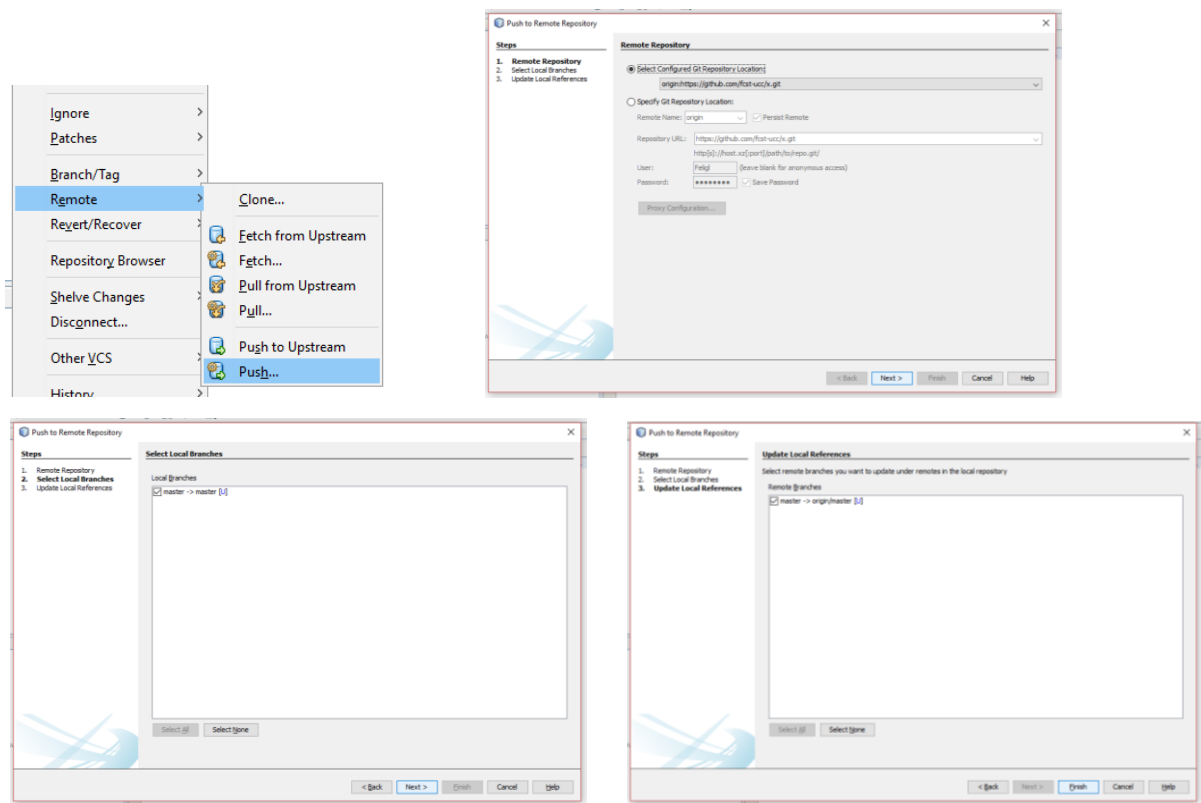 Ignore
Patches
Branch/Tag
Remote
Revert/Recover
Repository Browser
Shelve Changes
Disconnect...
Other VCS
History
Clone...
Fetch from Upstream
Fetch...
Pull from Upstream
Pull...
Push to Upstream
Push...
Push to Remote Repository
Steps
1. Remote Repository
2. Select Local Branches
3. Update Local References
Remote Repository
Select Configured Git Repository Location:
origin:https://github.com/fcst-ucc/x.git
Specify Git Repository Location:
Remote Name: origin Persist Remote
Repository URL: https://github.com/fcst-ucc/x.git
http[s]://host.xz[:port]/path/to/repo.git/
User: Feligl (leave blank for anonymous access)
Password: ●●●●●●●● Save Password
Proxy Configuration...
< Back Next > Finish Cancel Help
Push to Remote Repository
Steps
1. Remote Repository
2. Select Local Branches
3. Update Local References
Select Local Branches
Local Branches
master -> master [U]
Select All Select None
< Back Next > Finish Cancel Help
Push to Remote Repository
Steps
1. Remote Repository
2. Select Local Branches
3. Update Local References
Update Local References
Select remote branches you want to update under remotes in the local repository
Remote Branches
master -> origin/master [U]
Select All Select None
< Back Next > Finish Cancel Help